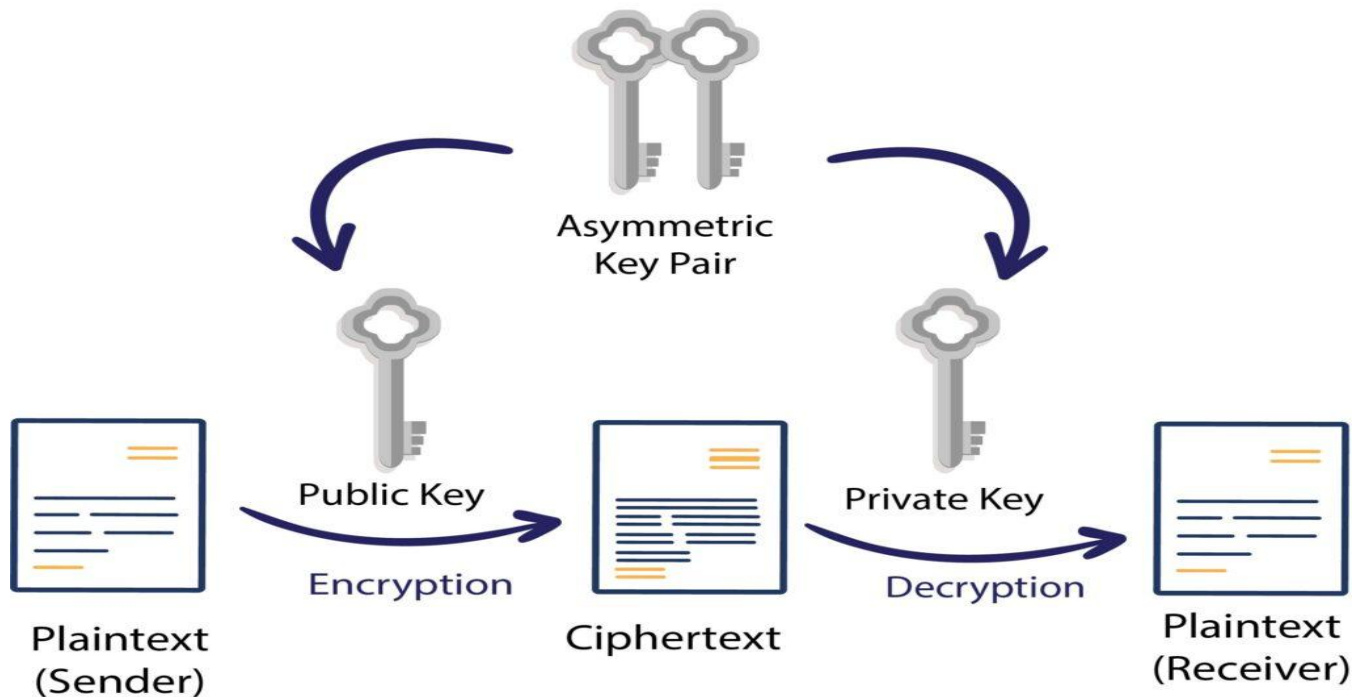 Asymmetric
Key Pair
Public Key
Private Key
Encryption
Decryption
Plaintext
(Sender)
Ciphertext
Plaintext
(Receiver)